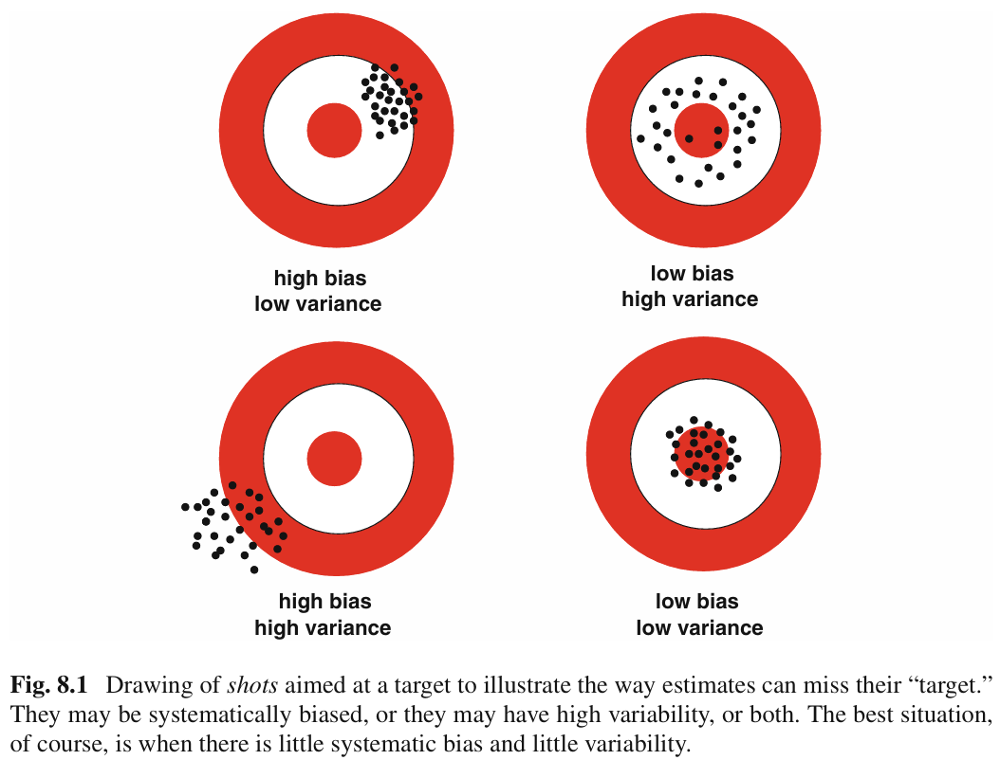 high bias
low variance
low bias
high variance
high bias
high variance
low bias
low variance
Fig. 8.1 Drawing of shots aimed at a target to illustrate the way estimates can miss their “target.”
They may be systematically biased, or they may have high variability, or both. The best situation,
of course, is when there is little systematic bias and little variability.